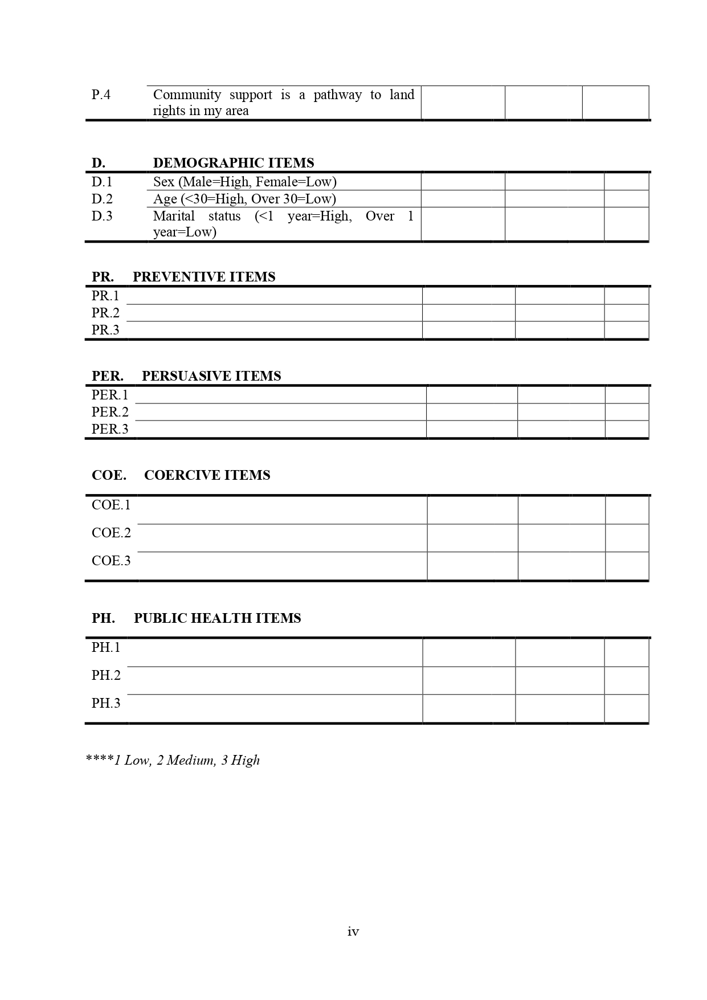 P.4 Community support is a pathway to land
rights in my area
D. DEMOGRAPHIC ITEMS
D.1 Sex (Male=High, Female=Low)
D.2 Age (<30=High, Over 30=Low)
D.3 Marital status (<1 year=High, Over 1
year=Low)
PR. PREVENTIVE ITEMS
PR.1
PR.2
PR.3
PER. PERSUASIVE ITEMS
PER.1
PER.2
PER.3
COE. COERCIVE ITEMS
COE.1
COE.2
COE.3
PH. PUBLIC HEALTH ITEMS
PH.1
PH.2
PH.3
****1 Low, 2 Medium, 3 High
iv